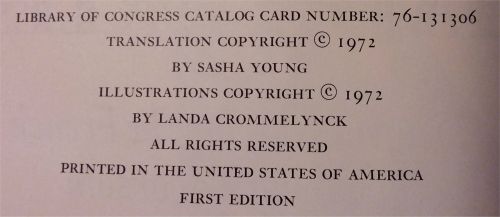 LIBRARY OF CONGRESS CATALOG CARD NUMBER: 76-131306
TRANSLATION COPYRIGHT © 1972
BY SASHA YOUNG
ILLUSTRATIONS COPYRIGHT © 1972
BY LANDA CROMMELYNCK
ALL RIGHTS RESERVED
PRINTED IN THE UNITED STATES OF AMERICA
FIRST EDITION